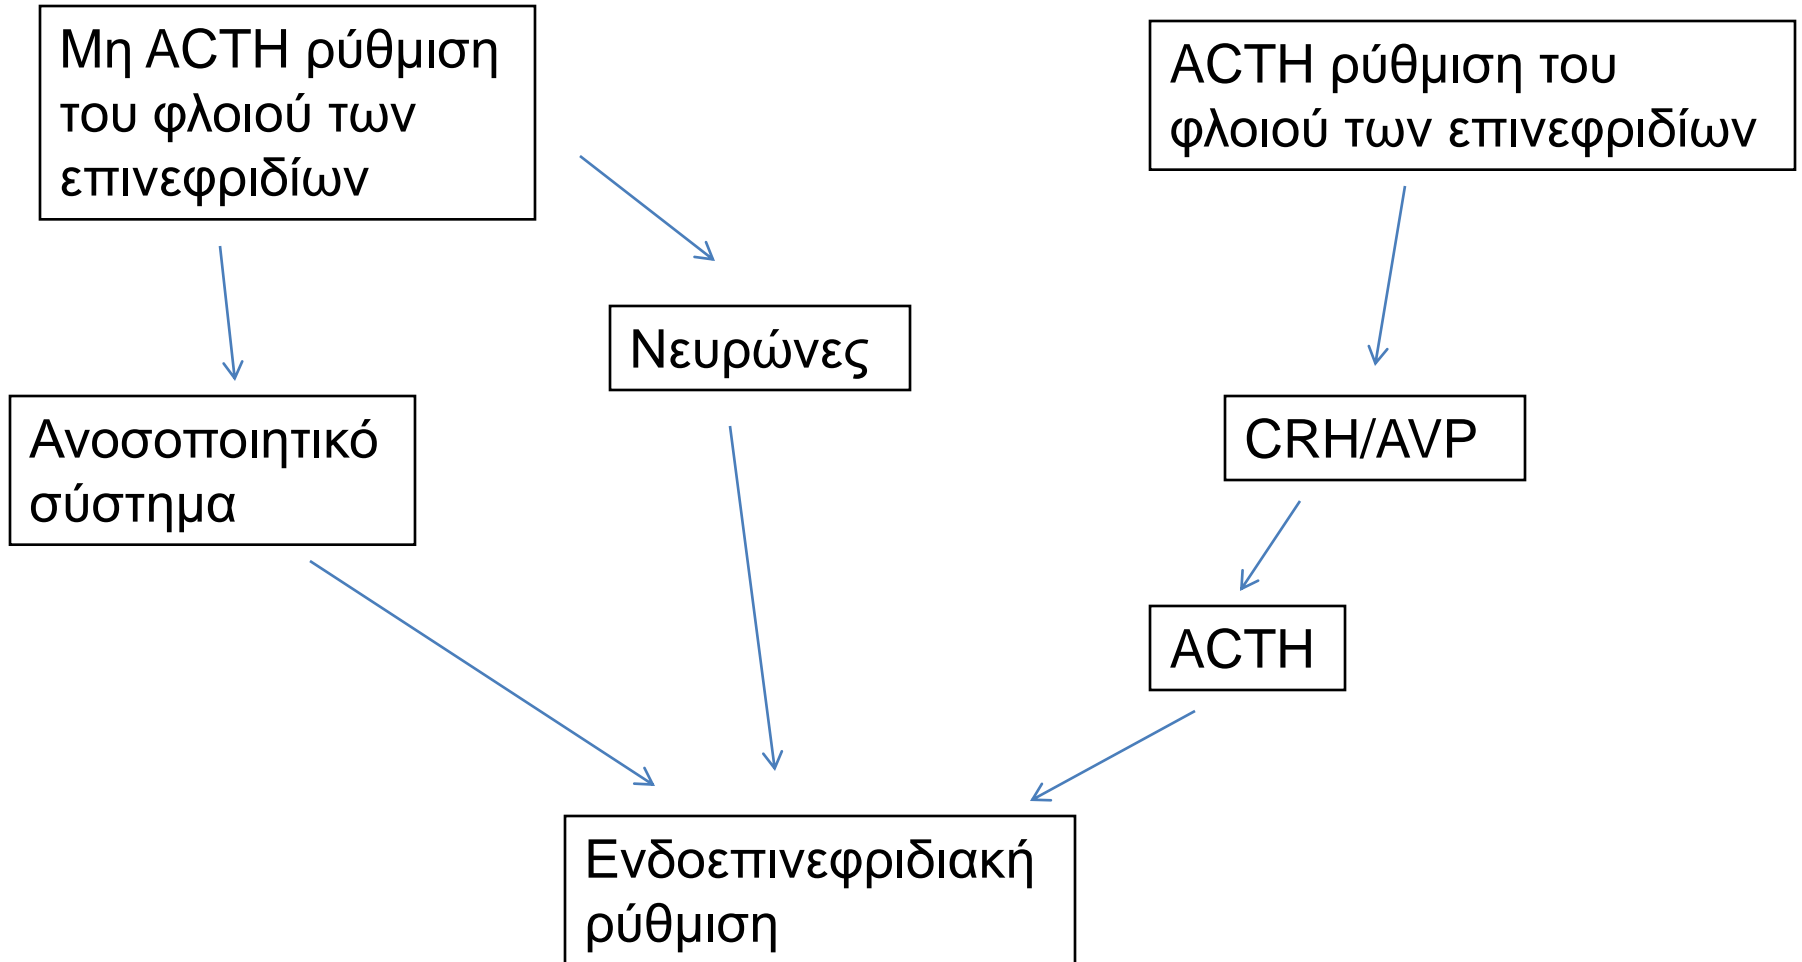 Μη ACTH ρύθμιση
του φλοιού των
επινεφριδίων
ACTH ρύθμιση του
φλοιού των επινεφριδίων
Νευρώνες
Ανοσοποιητικό
σύστημα
CRH/AVP
ACTH
Ενδοεπινεφριδιακή
ρύθμιση